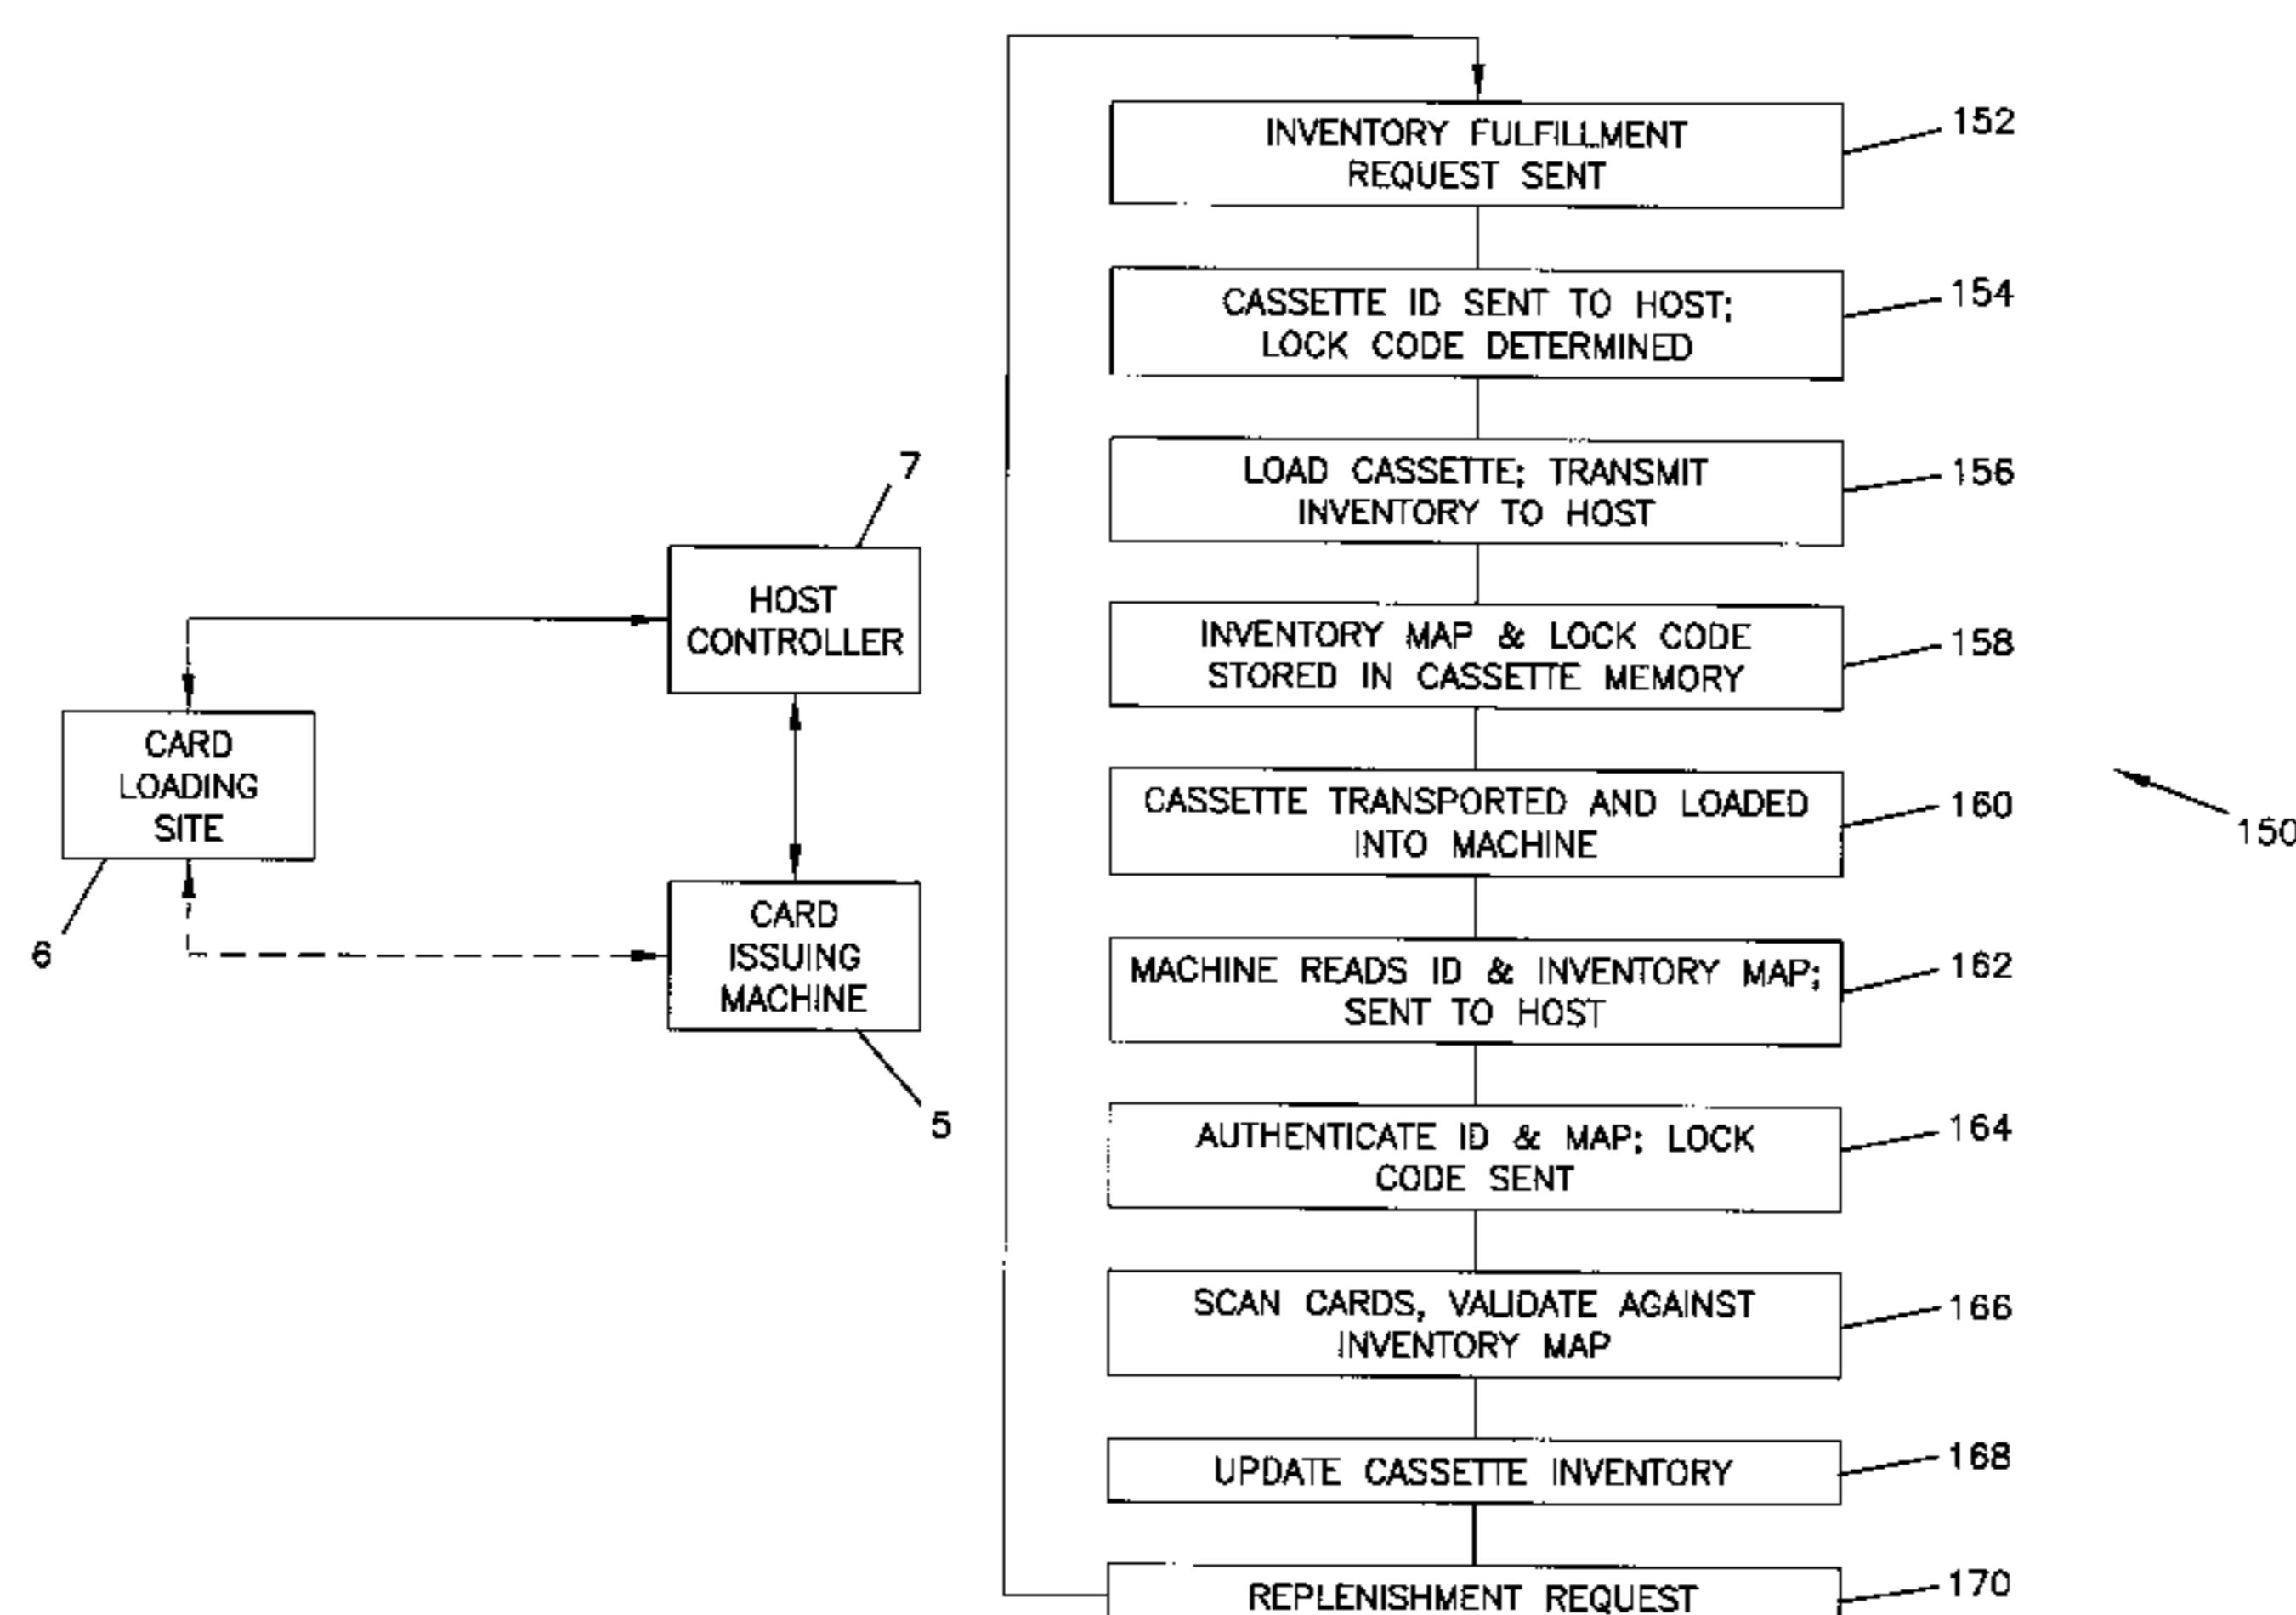 7
HOST
CONTROLLER
CARD
LOADING
SITE
6
CARD
ISSUING
MACHINE
5
INVENTORY FULFILLMENT
REQUEST SENT
152
CASSETTE ID SENT TO HOST;
LOCK CODE DETERMINED
154
LOAD CASSETTE; TRANSMIT
INVENTORY TO HOST
156
INVENTORY MAP & LOCK CODE
STORED IN CASSETTE MEMORY
158
CASSETTE TRANSPORTED AND LOADED
INTO MACHINE
160
150
MACHINE READS ID & INVENTORY MAP;
SENT TO HOST
162
AUTHENTICATE ID & MAP; LOCK
CODE SENT
164
SCAN CARDS, VALIDATE AGAINST
INVENTORY MAP
166
UPDATE CASSETTE INVENTORY
168
REPLENISHMENT REQUEST
170